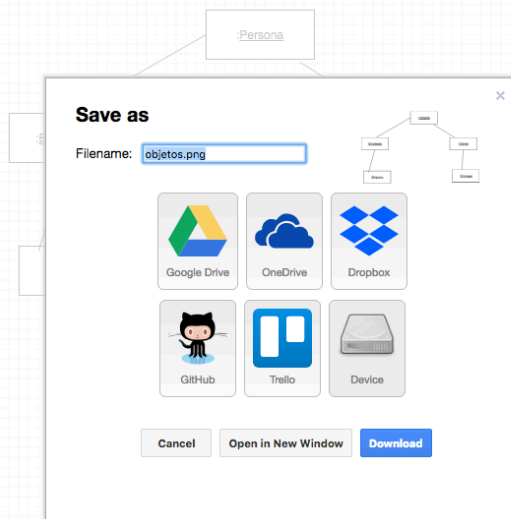 :Persona
Save as
Filename: objetos.png
Google Drive OneDrive Dropbox
GitHub Trello Device
Cancel Open in New Window Download